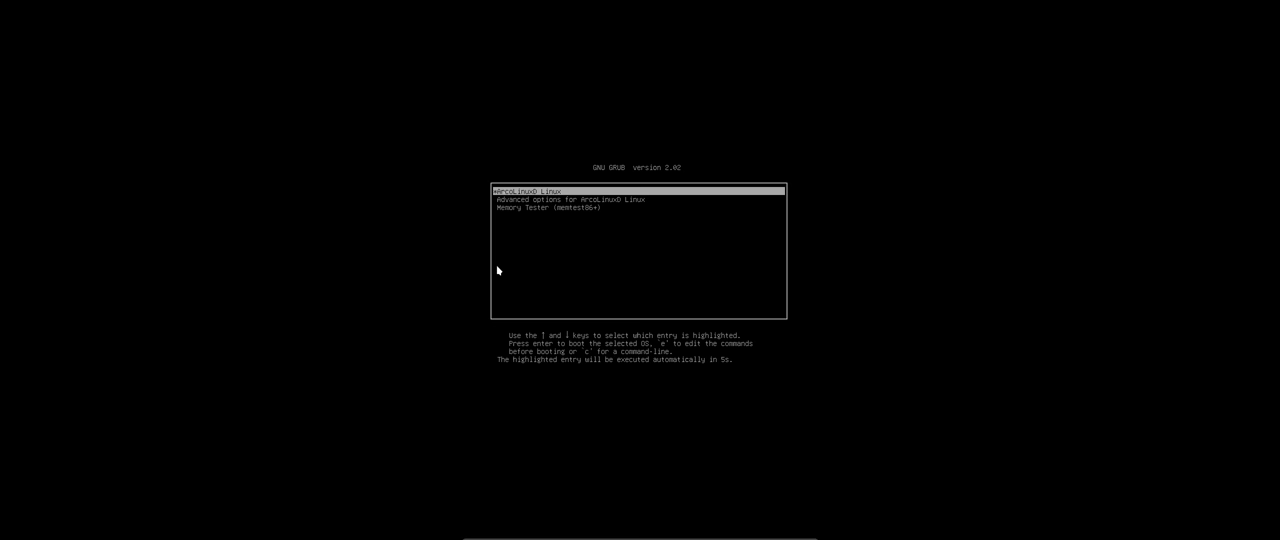 GNU GRUB  version 2.02
*ArcoLinuxD Linux
Advanced options for ArcoLinuxD Linux
Memory Tester (memtest86+)
Use the ↑ and ↓ keys to select which entry is highlighted.
Press enter to boot the selected OS, `e' to edit the commands
before booting or `c' for a command-line.
The highlighted entry will be executed automatically in 5s.